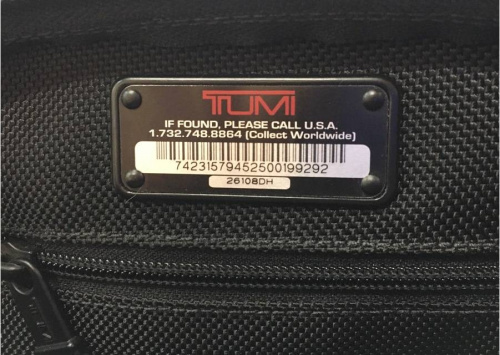 TUMI
IF FOUND, PLEASE CALL U.S.A.
1.732.748.8864 (Collect Worldwide)
74231579452500199292
26108DH